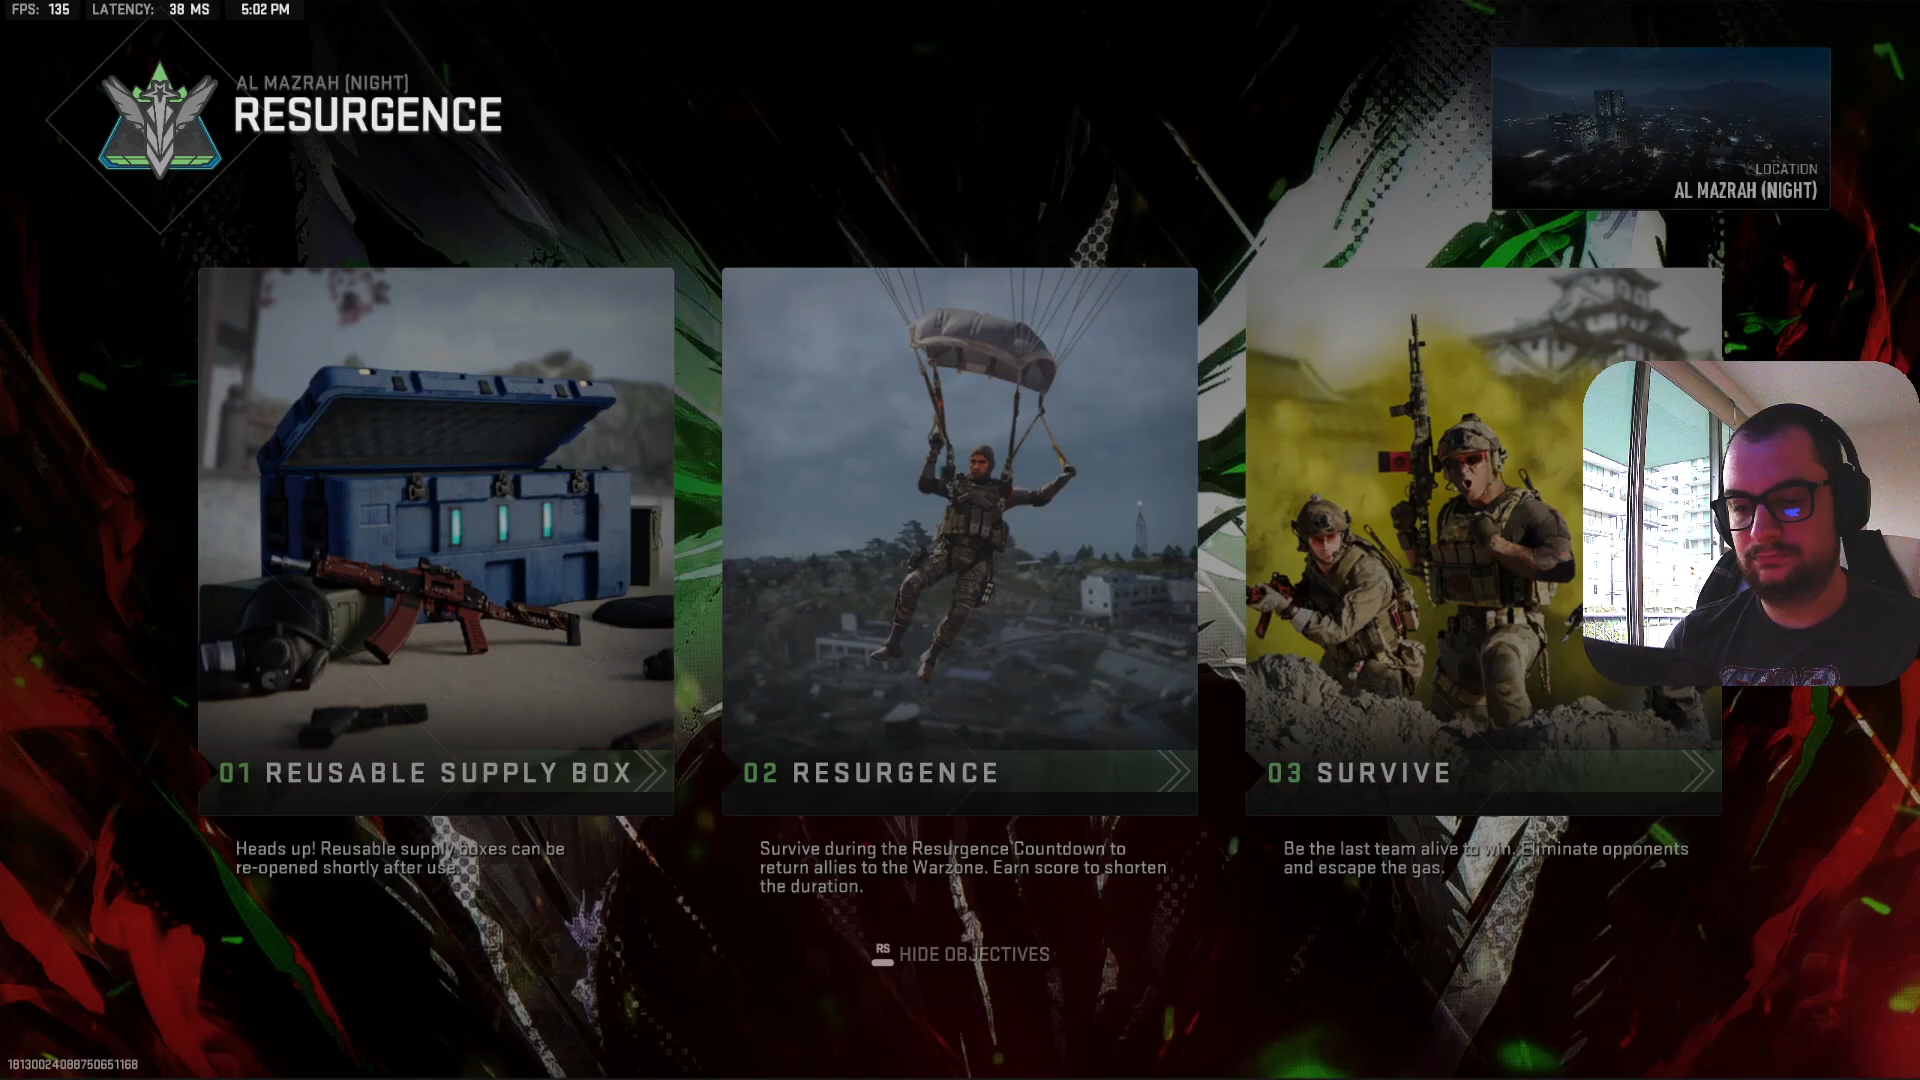 FPS: 135 LATENCY: 38 MS 5:02 PM
AL MAZRAH (NIGHT)
RESURGENCE
LOCATION
AL MAZRAH (NIGHT)
01 REUSABLE SUPPLY BOX
Heads up! Reusable supply boxes can be
re-opened shortly after use.
02 RESURGENCE
Survive during the Resurgence Countdown to
return allies to the Warzone. Earn score to shorten
the duration.
03 SURVIVE
Be the last team alive to win. Eliminate opponents
and escape the gas.
RS HIDE OBJECTIVES
18130024088750651168